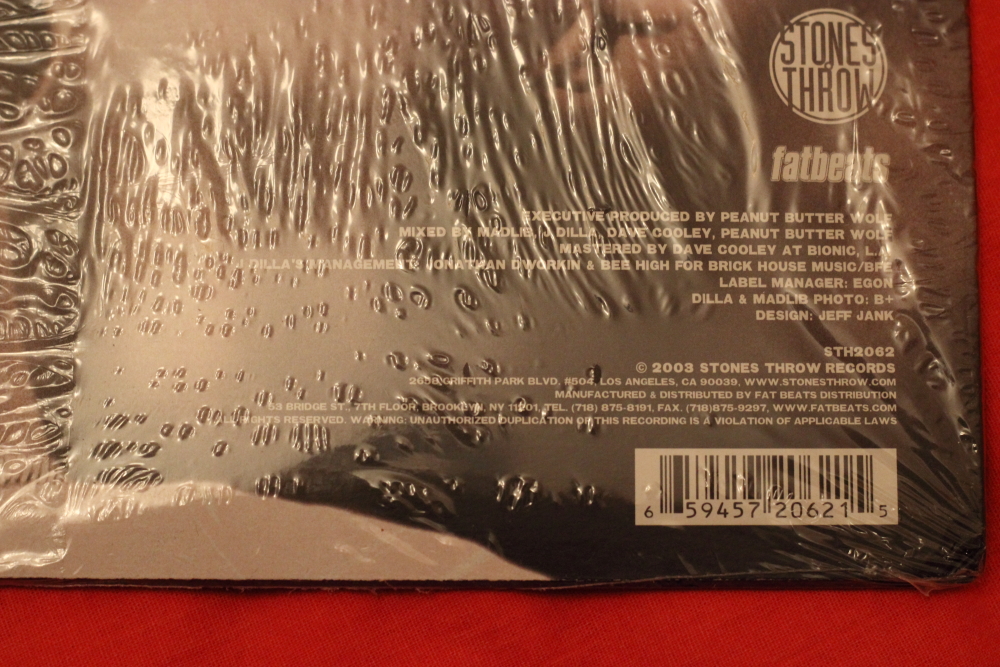 STONES
THROW
fatbeats
EXECUTIVE PRODUCED BY PEANUT BUTTER WOLF
MIXED BY MADLIB, J DILLA, DAVE COOLEY, PEANUT BUTTER WOLF
MASTERED BY DAVE COOLEY AT BIONIC, L.A.
J DILLA'S MANAGEMENT: JONATHAN DWORKIN & BEE HIGH FOR BRICK HOUSE MUSIC/BFE
LABEL MANAGER: EGON
DILLA & MADLIB PHOTO: B+
DESIGN: JEFF JANK
STH2062
© 2003 STONES THROW RECORDS
2658 GRIFFITH PARK BLVD, #504, LOS ANGELES, CA 90039, WWW.STONESTHROW.COM
MANUFACTURED & DISTRIBUTED BY FAT BEATS DISTRIBUTION
BRIDGE ST., 7TH FLOOR, BROOKLYN, NY 11201, TEL. (718) 875-8191, FAX. (718)875-9297, WWW.FATBEATS.COM
ALL RIGHTS RESERVED. WARNING: UNAUTHORIZED DUPLICATION OF THIS RECORDING IS A VIOLATION OF APPLICABLE LAWS
6 59457 20621 5